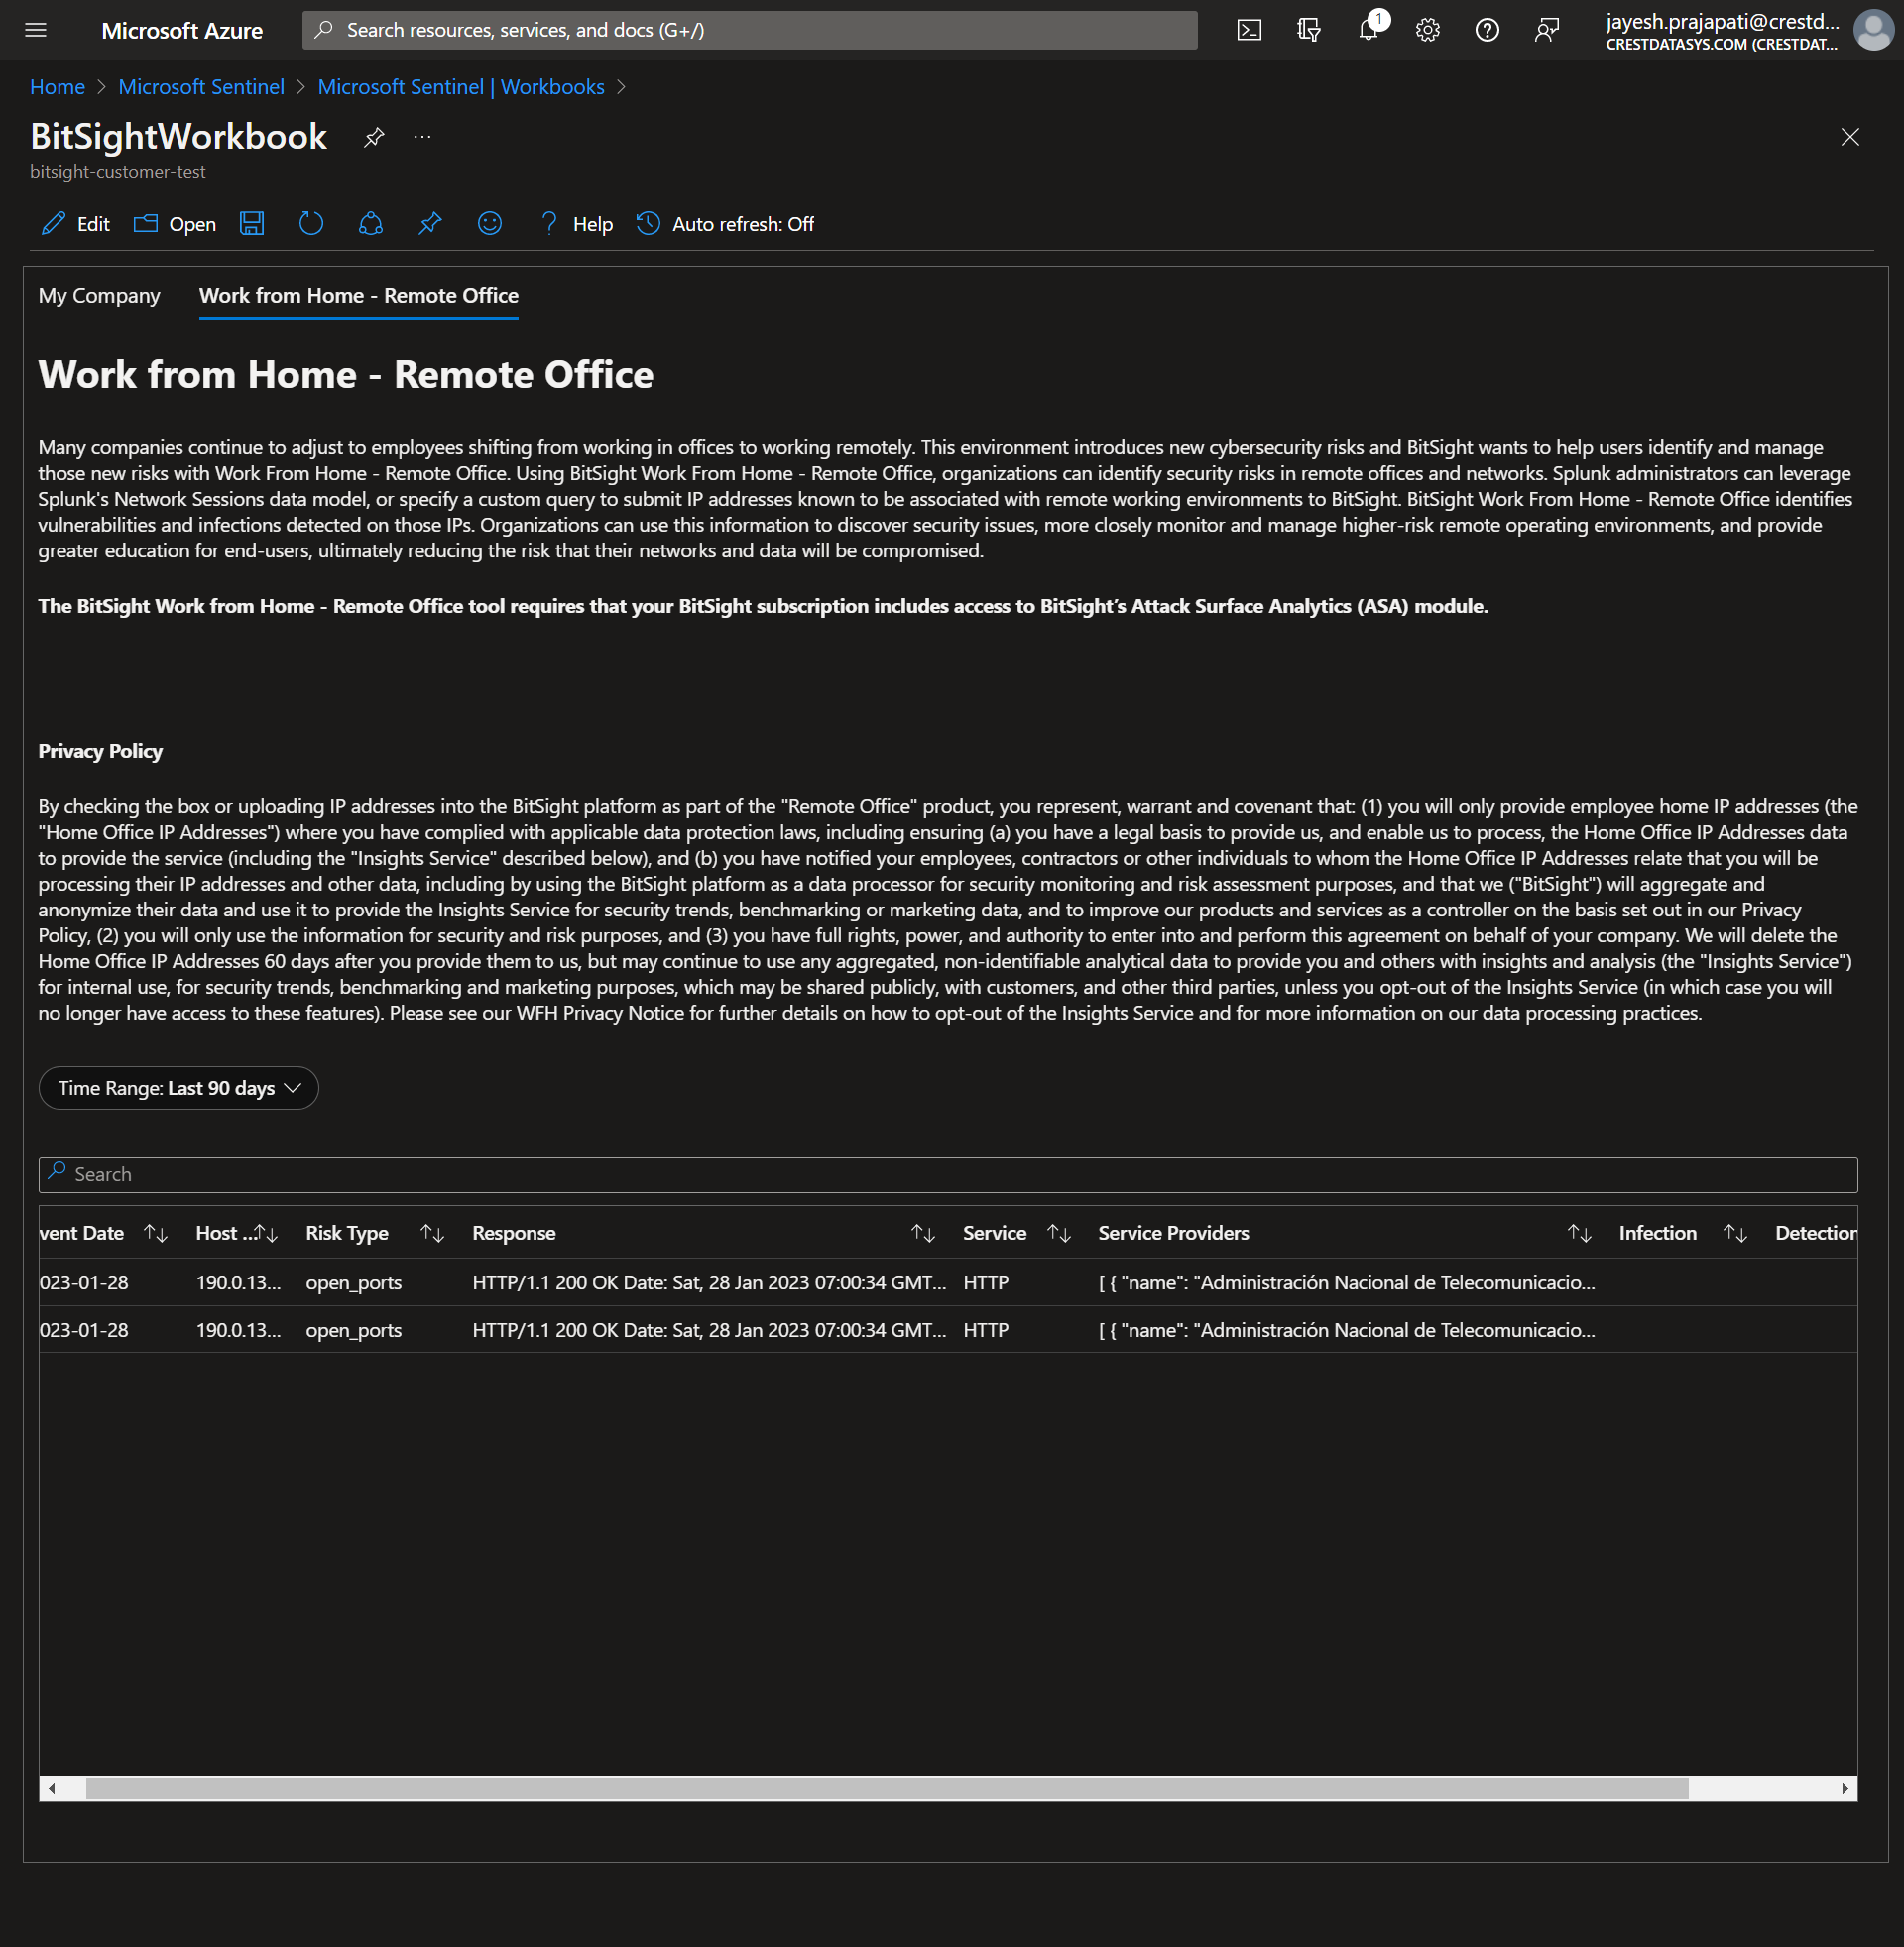 Microsoft Azure
Search resources, services, and docs (G+/)
1
jayesh.prajapati@crestd...
CRESTDATASYS.COM (CRESTDAT...
Home > Microsoft Sentinel > Microsoft Sentinel | Workbooks >
BitSightWorkbook
bitsight-customer-test
Edit Open Help Auto refresh: Off
My Company Work from Home - Remote Office
Work from Home - Remote Office
Many companies continue to adjust to employees shifting from working in offices to working remotely. This environment introduces new cybersecurity risks and BitSight wants to help users identify and manage
those new risks with Work From Home - Remote Office. Using BitSight Work From Home - Remote Office, organizations can identify security risks in remote offices and networks. Splunk administrators can leverage
Splunk's Network Sessions data model, or specify a custom query to submit IP addresses known to be associated with remote working environments to BitSight. BitSight Work From Home - Remote Office identifies
vulnerabilities and infections detected on those IPs. Organizations can use this information to discover security issues, more closely monitor and manage higher-risk remote operating environments, and provide
greater education for end-users, ultimately reducing the risk that their networks and data will be compromised.
The BitSight Work from Home - Remote Office tool requires that your BitSight subscription includes access to BitSight’s Attack Surface Analytics (ASA) module.
Privacy Policy
By checking the box or uploading IP addresses into the BitSight platform as part of the "Remote Office" product, you represent, warrant and covenant that: (1) you will only provide employee home IP addresses (the
"Home Office IP Addresses") where you have complied with applicable data protection laws, including ensuring (a) you have a legal basis to provide us, and enable us to process, the Home Office IP Addresses data
to provide the service (including the "Insights Service" described below), and (b) you have notified your employees, contractors or other individuals to whom the Home Office IP Addresses relate that you will be
processing their IP addresses and other data, including by using the BitSight platform as a data processor for security monitoring and risk assessment purposes, and that we ("BitSight") will aggregate and
anonymize their data and use it to provide the Insights Service for security trends, benchmarking or marketing data, and to improve our products and services as a controller on the basis set out in our Privacy
Policy, (2) you will only use the information for security and risk purposes, and (3) you have full rights, power, and authority to enter into and perform this agreement on behalf of your company. We will delete the
Home Office IP Addresses 60 days after you provide them to us, but may continue to use any aggregated, non-identifiable analytical data to provide you and others with insights and analysis (the "Insights Service")
for internal use, for security trends, benchmarking and marketing purposes, which may be shared publicly, with customers, and other third parties, unless you opt-out of the Insights Service (in which case you will
no longer have access to these features). Please see our WFH Privacy Notice for further details on how to opt-out of the Insights Service and for more information on our data processing practices.
Time Range: Last 90 days
Search
vent Date Host ... Risk Type Response Service Service Providers Infection Detection
023-01-28 190.0.13... open_ports HTTP/1.1 200 OK Date: Sat, 28 Jan 2023 07:00:34 GMT... HTTP [ { "name": "Administración Nacional de Telecomunicacio...
023-01-28 190.0.13... open_ports HTTP/1.1 200 OK Date: Sat, 28 Jan 2023 07:00:34 GMT... HTTP [ { "name": "Administración Nacional de Telecomunicacio...